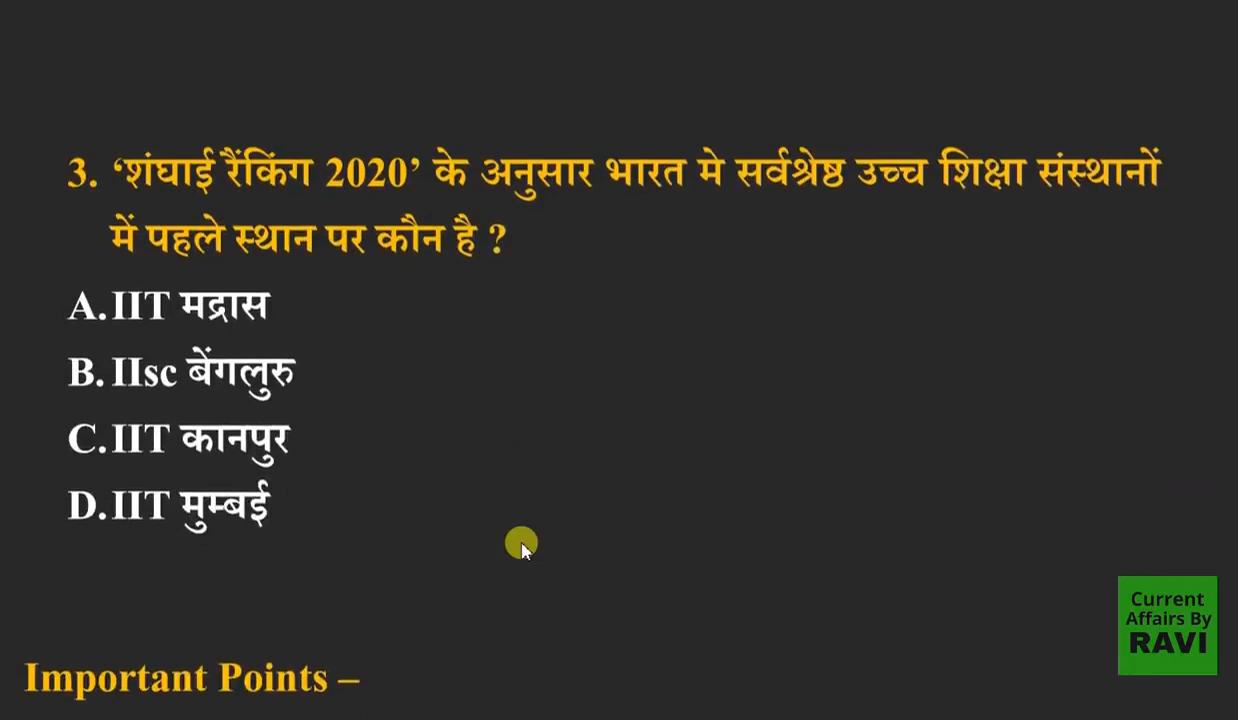 3. ‘शंघाई रैंकिंग 2020’ के अनुसार भारत मे सर्वश्रेष्ठ उच्च शिक्षा संस्थानों
में पहले स्थान पर कौन है ?
A. IIT मद्रास
B. IIsc बेंगलुरु
C. IIT कानपुर
D. IIT मुम्बई
Current
Affairs By
RAVI
Important Points –